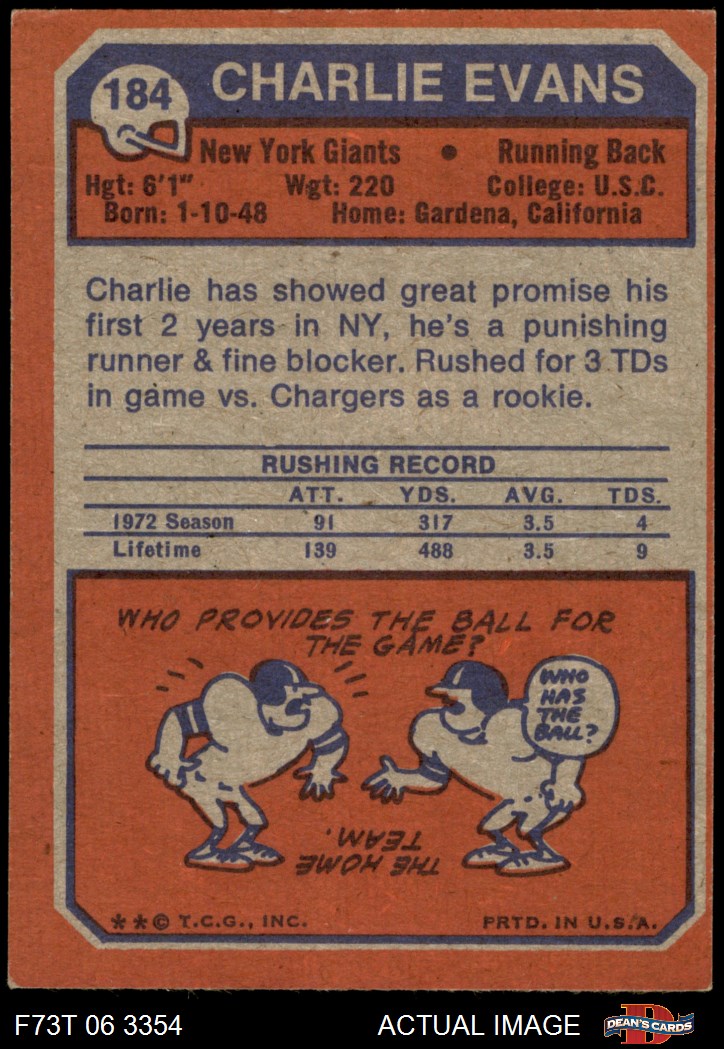 184
CHARLIE EVANS
New York Giants • Running Back
Hgt: 6'1" Wgt: 220 College: U.S.C.
Born: 1-10-48 Home: Gardena, California
Charlie has showed great promise his
first 2 years in NY, he's a punishing
runner & fine blocker. Rushed for 3 TDs
in game vs. Chargers as a rookie.
RUSHING RECORD
ATT. YDS. AVG. TDS.
1972 Season 91 317 3.5 4
Lifetime 139 488 3.5 9
WHO PROVIDES THE BALL FOR
THE GAME?
WHO
HAS
THE
BALL?
THE HOME
TEAM.
**© T.C.G., INC. PRTD. IN U.S.A.
F73T 06 3354 ACTUAL IMAGE
D
DEAN'S CARDS